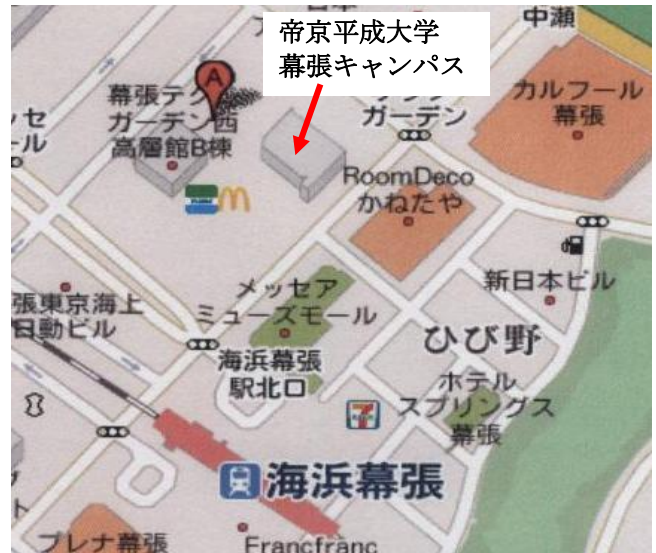 帝京平成大学
幕張キャンパス
中瀬
A
幕張テク
ガーデン西
高層館B棟
ガーデン
カルフール
幕張
RoomDeco
かねたや
新日本ビル
メッセア
ミューズモール
張東京海上
日動ビル
ひび野
海浜幕張
駅北口
ホテル
スプリングス
幕張
7
海浜幕張
プレナ幕張
Francfranc